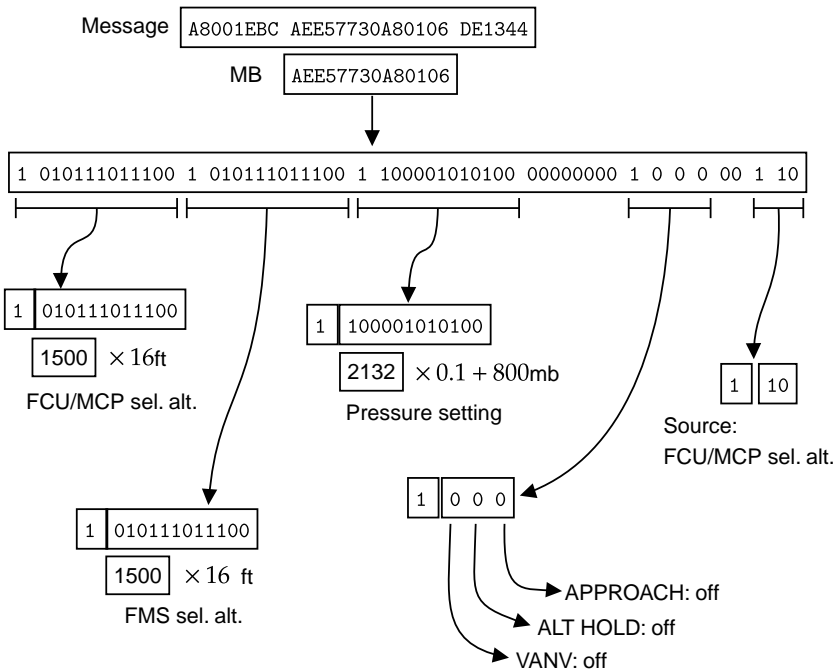 Message A8001EBC AEE57730A80106 DE1344
MB AEE57730A80106
1 010111011100 1 010111011100 1 100001010100 00000000 1 0 0 0 00 1 10
1 010111011100
1500 × 16ft
FCU/MCP sel. alt.
1 100001010100
2132 × 0.1 + 800mb
Pressure setting
1 10
Source:
FCU/MCP sel. alt.
1 010111011100
1500 × 16 ft
FMS sel. alt.
1 0 0 0
APPROACH: off
ALT HOLD: off
VANV: off